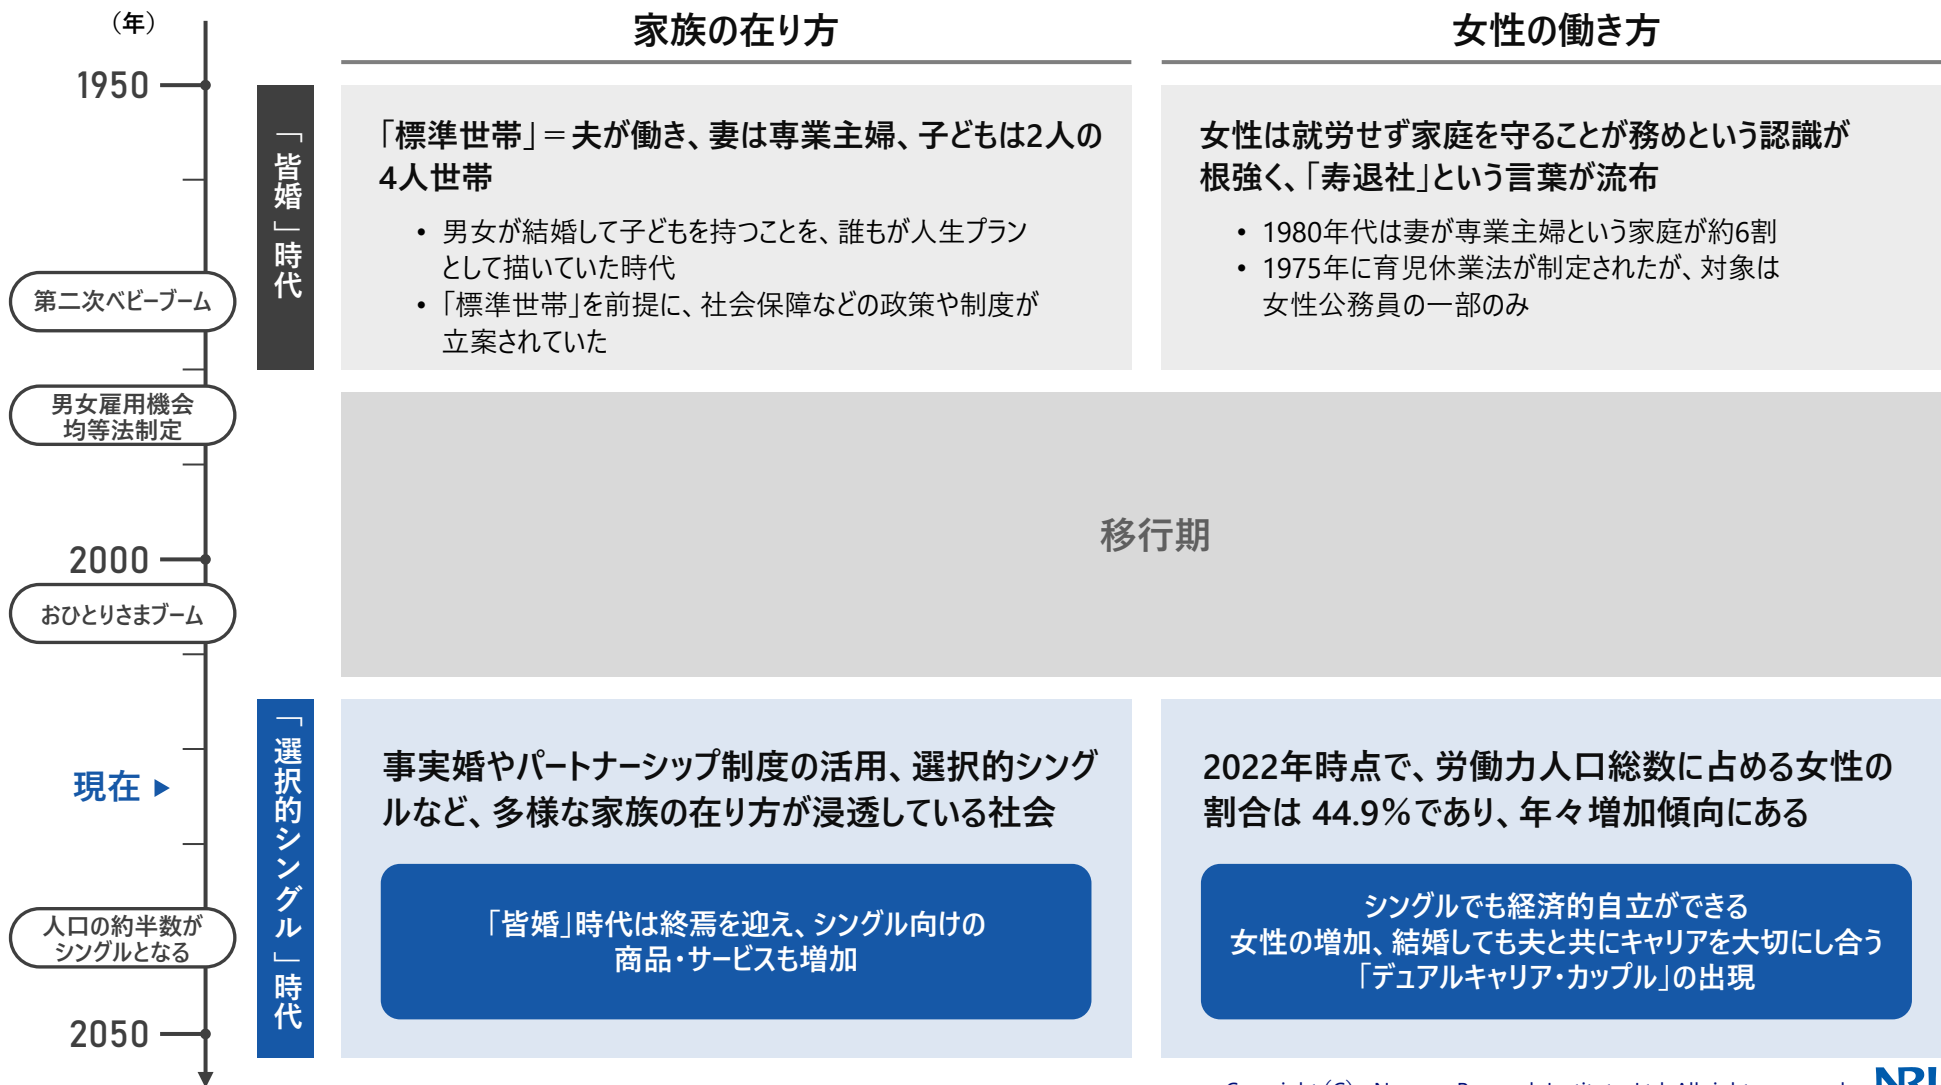 （年）
家族の在り方
女性の働き方
1950
「皆婚」時代
「標準世帯」＝夫が働き、妻は専業主婦、子どもは2人の
4人世帯
• 男女が結婚して子どもを持つことを、誰もが人生プラン
として描いていた時代
• 「標準世帯」を前提に、社会保障などの政策や制度が
立案されていた
女性は就労せず家庭を守ることが務めという認識が
根強く、「寿退社」という言葉が流布
• 1980年代は妻が専業主婦という家庭が約6割
• 1975年に育児休業法が制定されたが、対象は
女性公務員の一部のみ
第二次ベビーブーム
男女雇用機会
均等法制定
移行期
2000
おひとりさまブーム
「選択的シングル」時代
現在
事実婚やパートナーシップ制度の活用、選択的シング
ルなど、多様な家族の在り方が浸透している社会
「皆婚」時代は終焉を迎え、シングル向けの
商品・サービスも増加
2022年時点で、労働力人口総数に占める女性の
割合は 44.9％であり、年々増加傾向にある
シングルでも経済的自立ができる
女性の増加、結婚しても夫と共にキャリアを大切にし合う
「デュアルキャリア・カップル」の出現
人口の約半数が
シングルとなる
2050
NRI